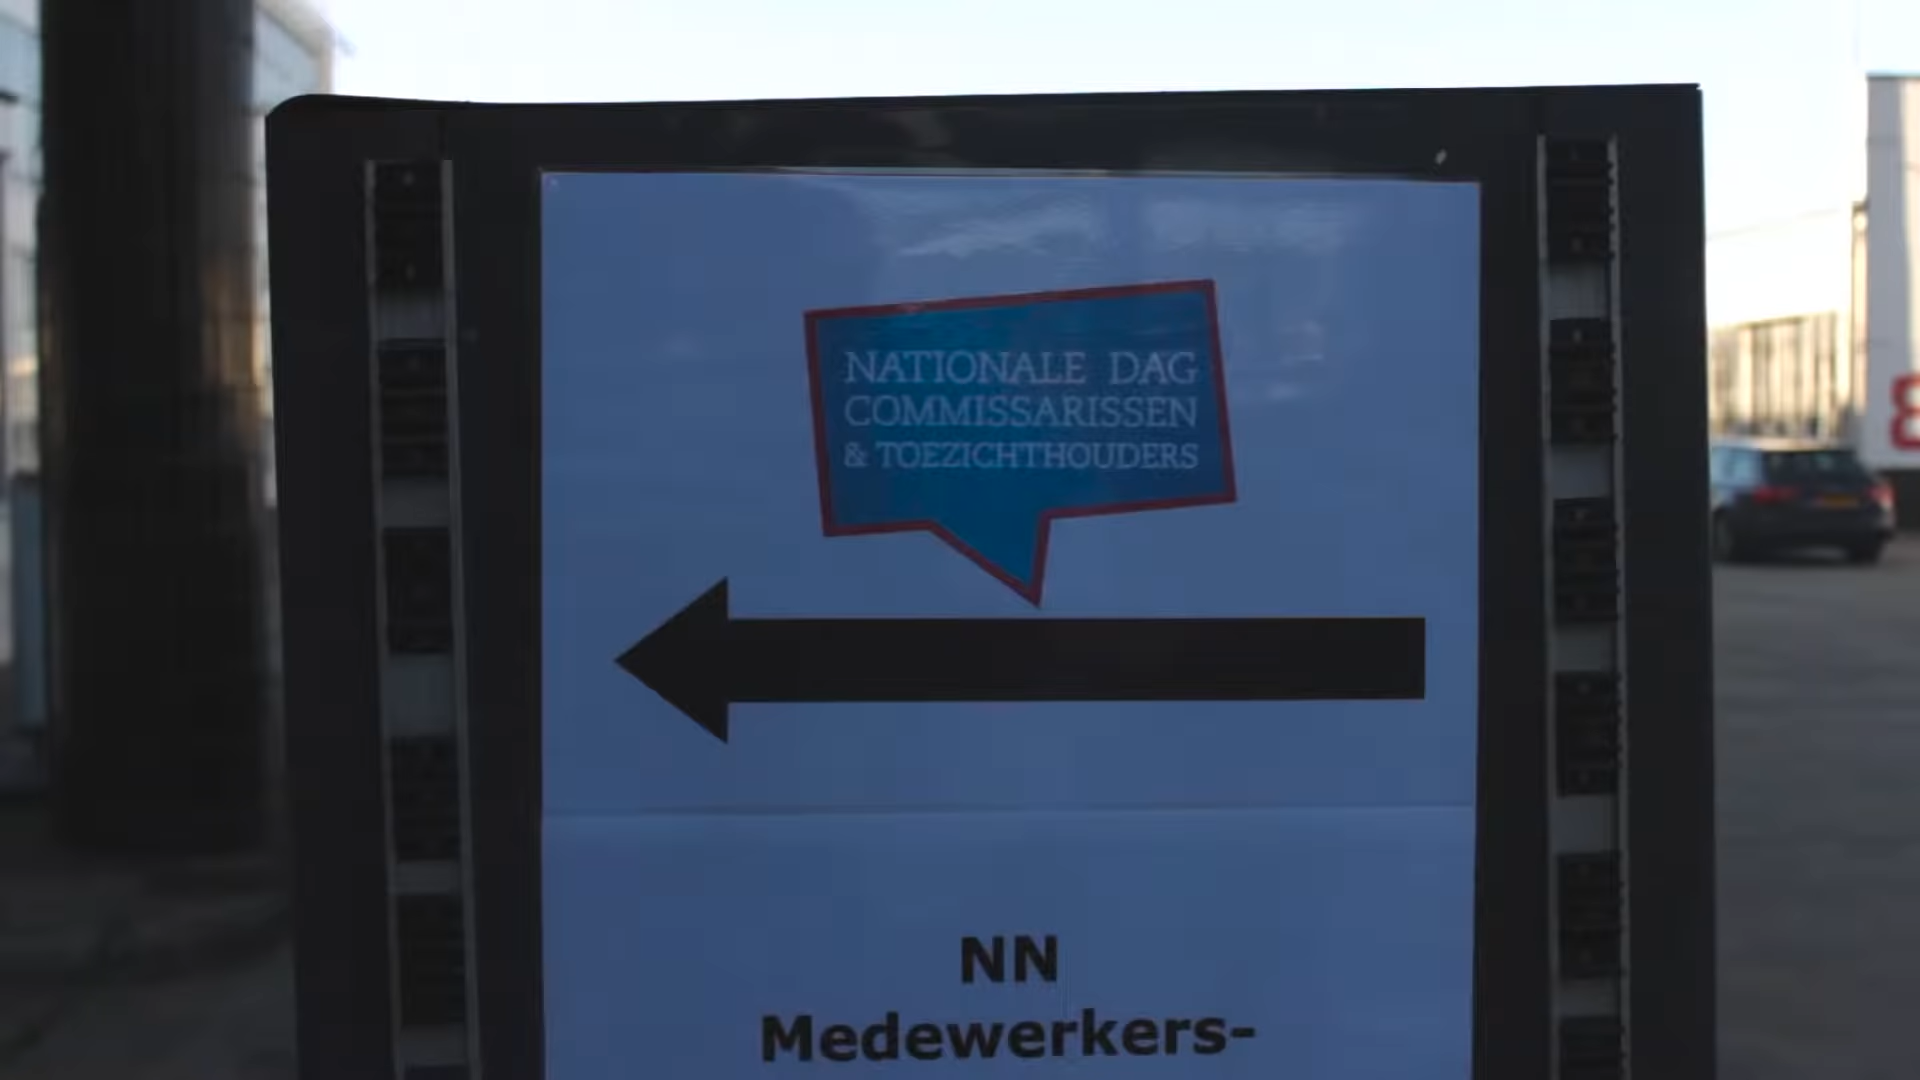 NATIONALE DAG
COMMISSARISSEN
& TOEZICHTHOUDERS
NN
Medewerkers-